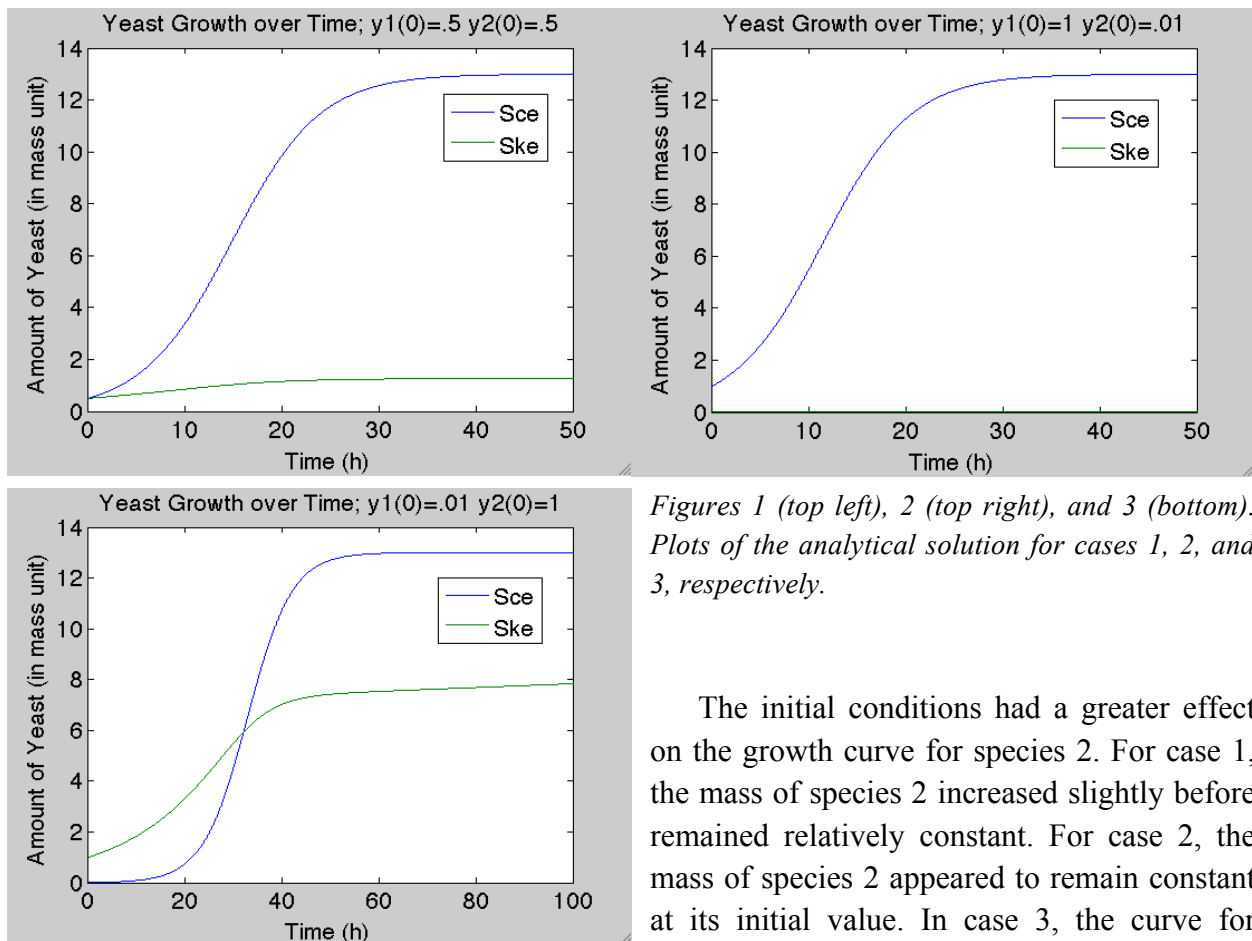 Yeast Growth over Time; y1(0)=.5 y2(0)=.5
14
12
10
8
6
4
2
0
Amount of Yeast (in mass unit)
Sce
Ske
0 10 20 30 40 50
Time (h)
Yeast Growth over Time; y1(0)=1 y2(0)=.01
14
12
10
8
6
4
2
0
Amount of Yeast (in mass unit)
Sce
Ske
0 10 20 30 40 50
Time (h)
Yeast Growth over Time; y1(0)=.01 y2(0)=1
14
12
10
8
6
4
2
0
Amount of Yeast (in mass unit)
Sce
Ske
0 20 40 60 80 100
Time (h)
Figures 1 (top left), 2 (top right), and 3 (bottom).
Plots of the analytical solution for cases 1, 2, and
3, respectively.
The initial conditions had a greater effect
on the growth curve for species 2. For case 1,
the mass of species 2 increased slightly before
remained relatively constant. For case 2, the
mass of species 2 appeared to remain constant
at its initial value. In case 3, the curve for